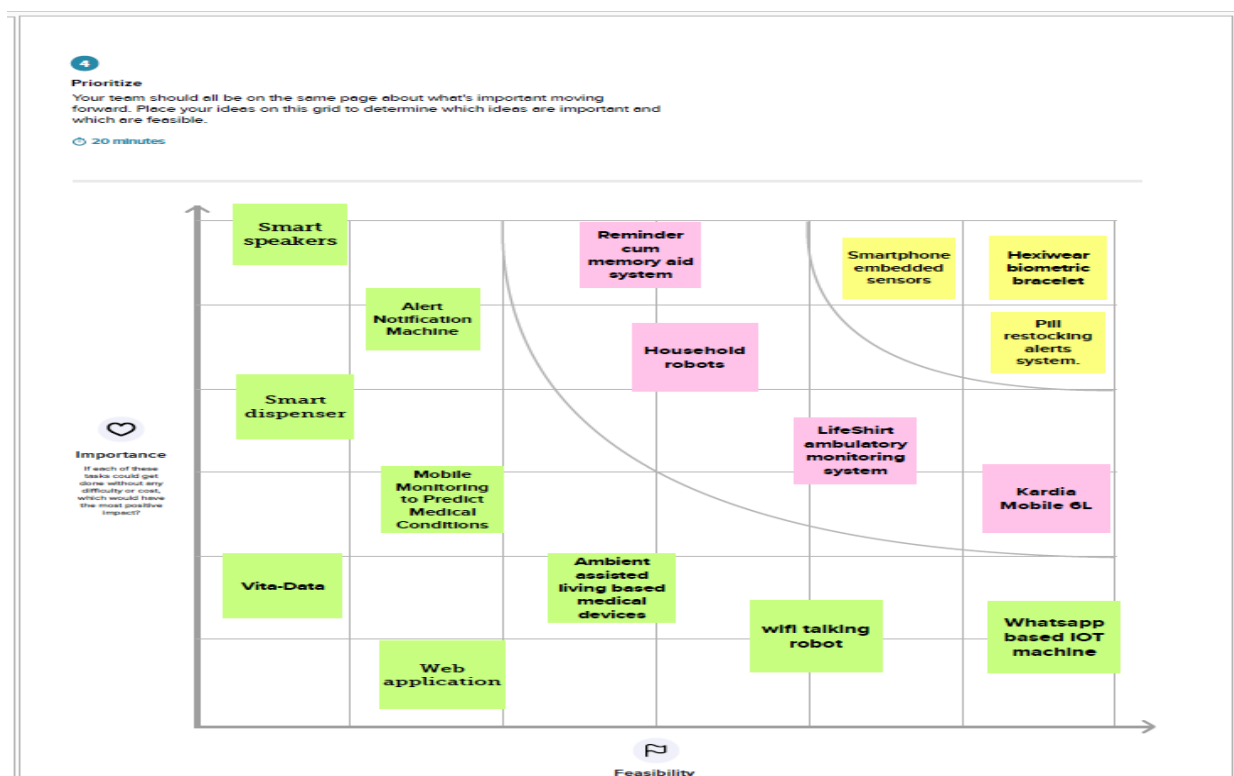 4
Prioritize
Your team should all be on the same page about what's important moving
forward. Place your ideas on this grid to determine which ideas are important and
which are feasible.
20 minutes
Smart
speakers
Reminder
cum
memory aid
system
Smartphone
embedded
sensors
Hexiwear
biometric
bracelet
Alert
Notification
Machine
Pill
restocking
alerts
system.
Household
robots
Smart
dispenser
LifeShirt
ambulatory
monitoring
system
Importance
If each of these
tasks could get
done without any
difficulty or cost,
which would have
the most positive
impact?
Mobile
Monitoring
to Predict
Medical
Conditions
Kardia
Mobile 6L
Vita-Data
Ambient
assisted
living based
medical
devices
wifi talking
robot
Whatsapp
based IOT
machine
Web
application
Feasibility